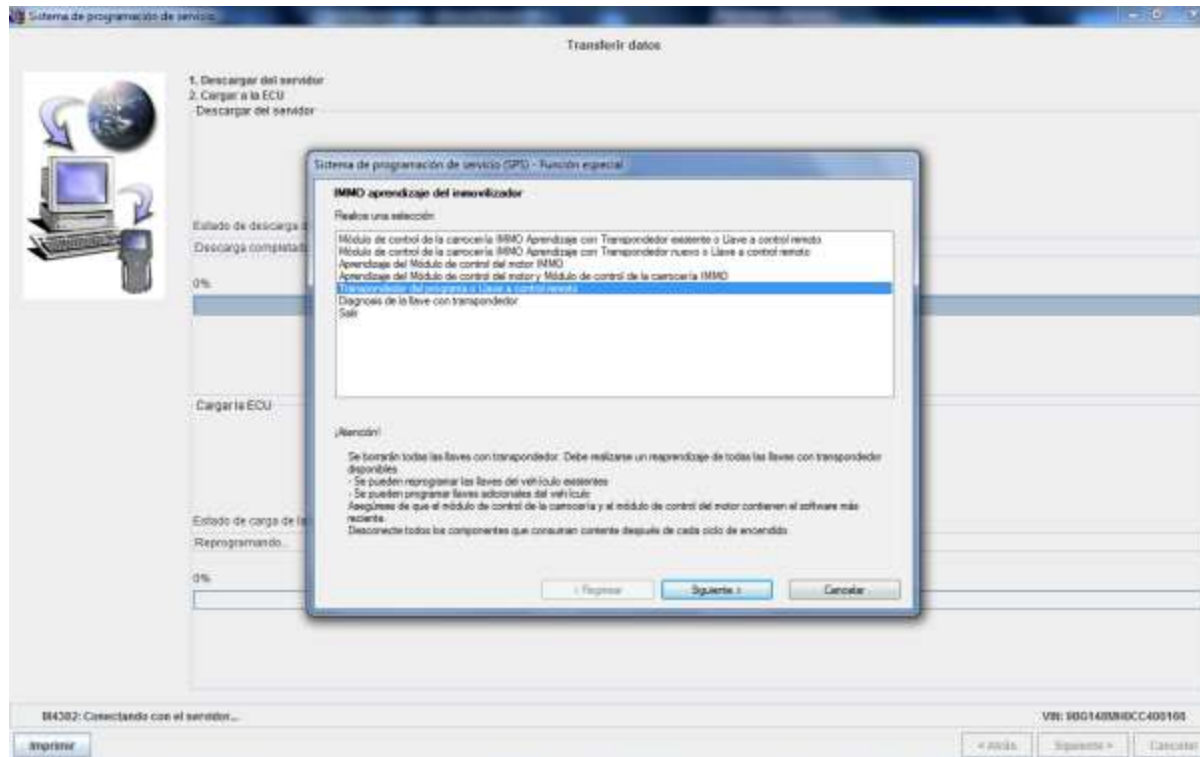 Sistema de programación de servicio
Transferir datos
1. Descargar del servidor
2. Cargar a la ECU
Descargar del servidor
Sistema de programación de servicio (SPS) - Función especial
IMMO aprendizaje del inmovilizador
Realice una selección
Módulo de control de la carrocería IMMO Aprendizaje con Transpondedor existente o Llave a control remoto
Módulo de control de la carrocería IMMO Aprendizaje con Transpondedor nuevo o Llave a control remoto
Aprendizaje del Módulo de control del motor IMMO
Aprendizaje del Módulo de control del motor y Módulo de control de la carrocería IMMO
Transpondedor del programa o Llave a control remoto
Diagnosis de la llave con transpondedor
Salir
Estado de descarga
Descarga completada
0%
Cargar la ECU
¡Atención!
Se borrarán todas las llaves con transpondedor. Debe realizarse un reaprendizaje de todas las llaves con transpondedor
disponibles
- Se pueden reprogramar las llaves del vehículo existentes
- Se pueden programar llaves adicionales del vehículo
Asegúrese de que el módulo de control de la carrocería y el módulo de control del motor contienen el software más
reciente.
Desconecte todos los componentes que consuman corriente después de cada ciclo de encendido
Estado de carga de la
Reprogramando...
0%
< Regresar Siguiente > Cancelar
Conectando con el servidor...
VIN:
Imprimir
< Atrás Siguiente > Cancelar